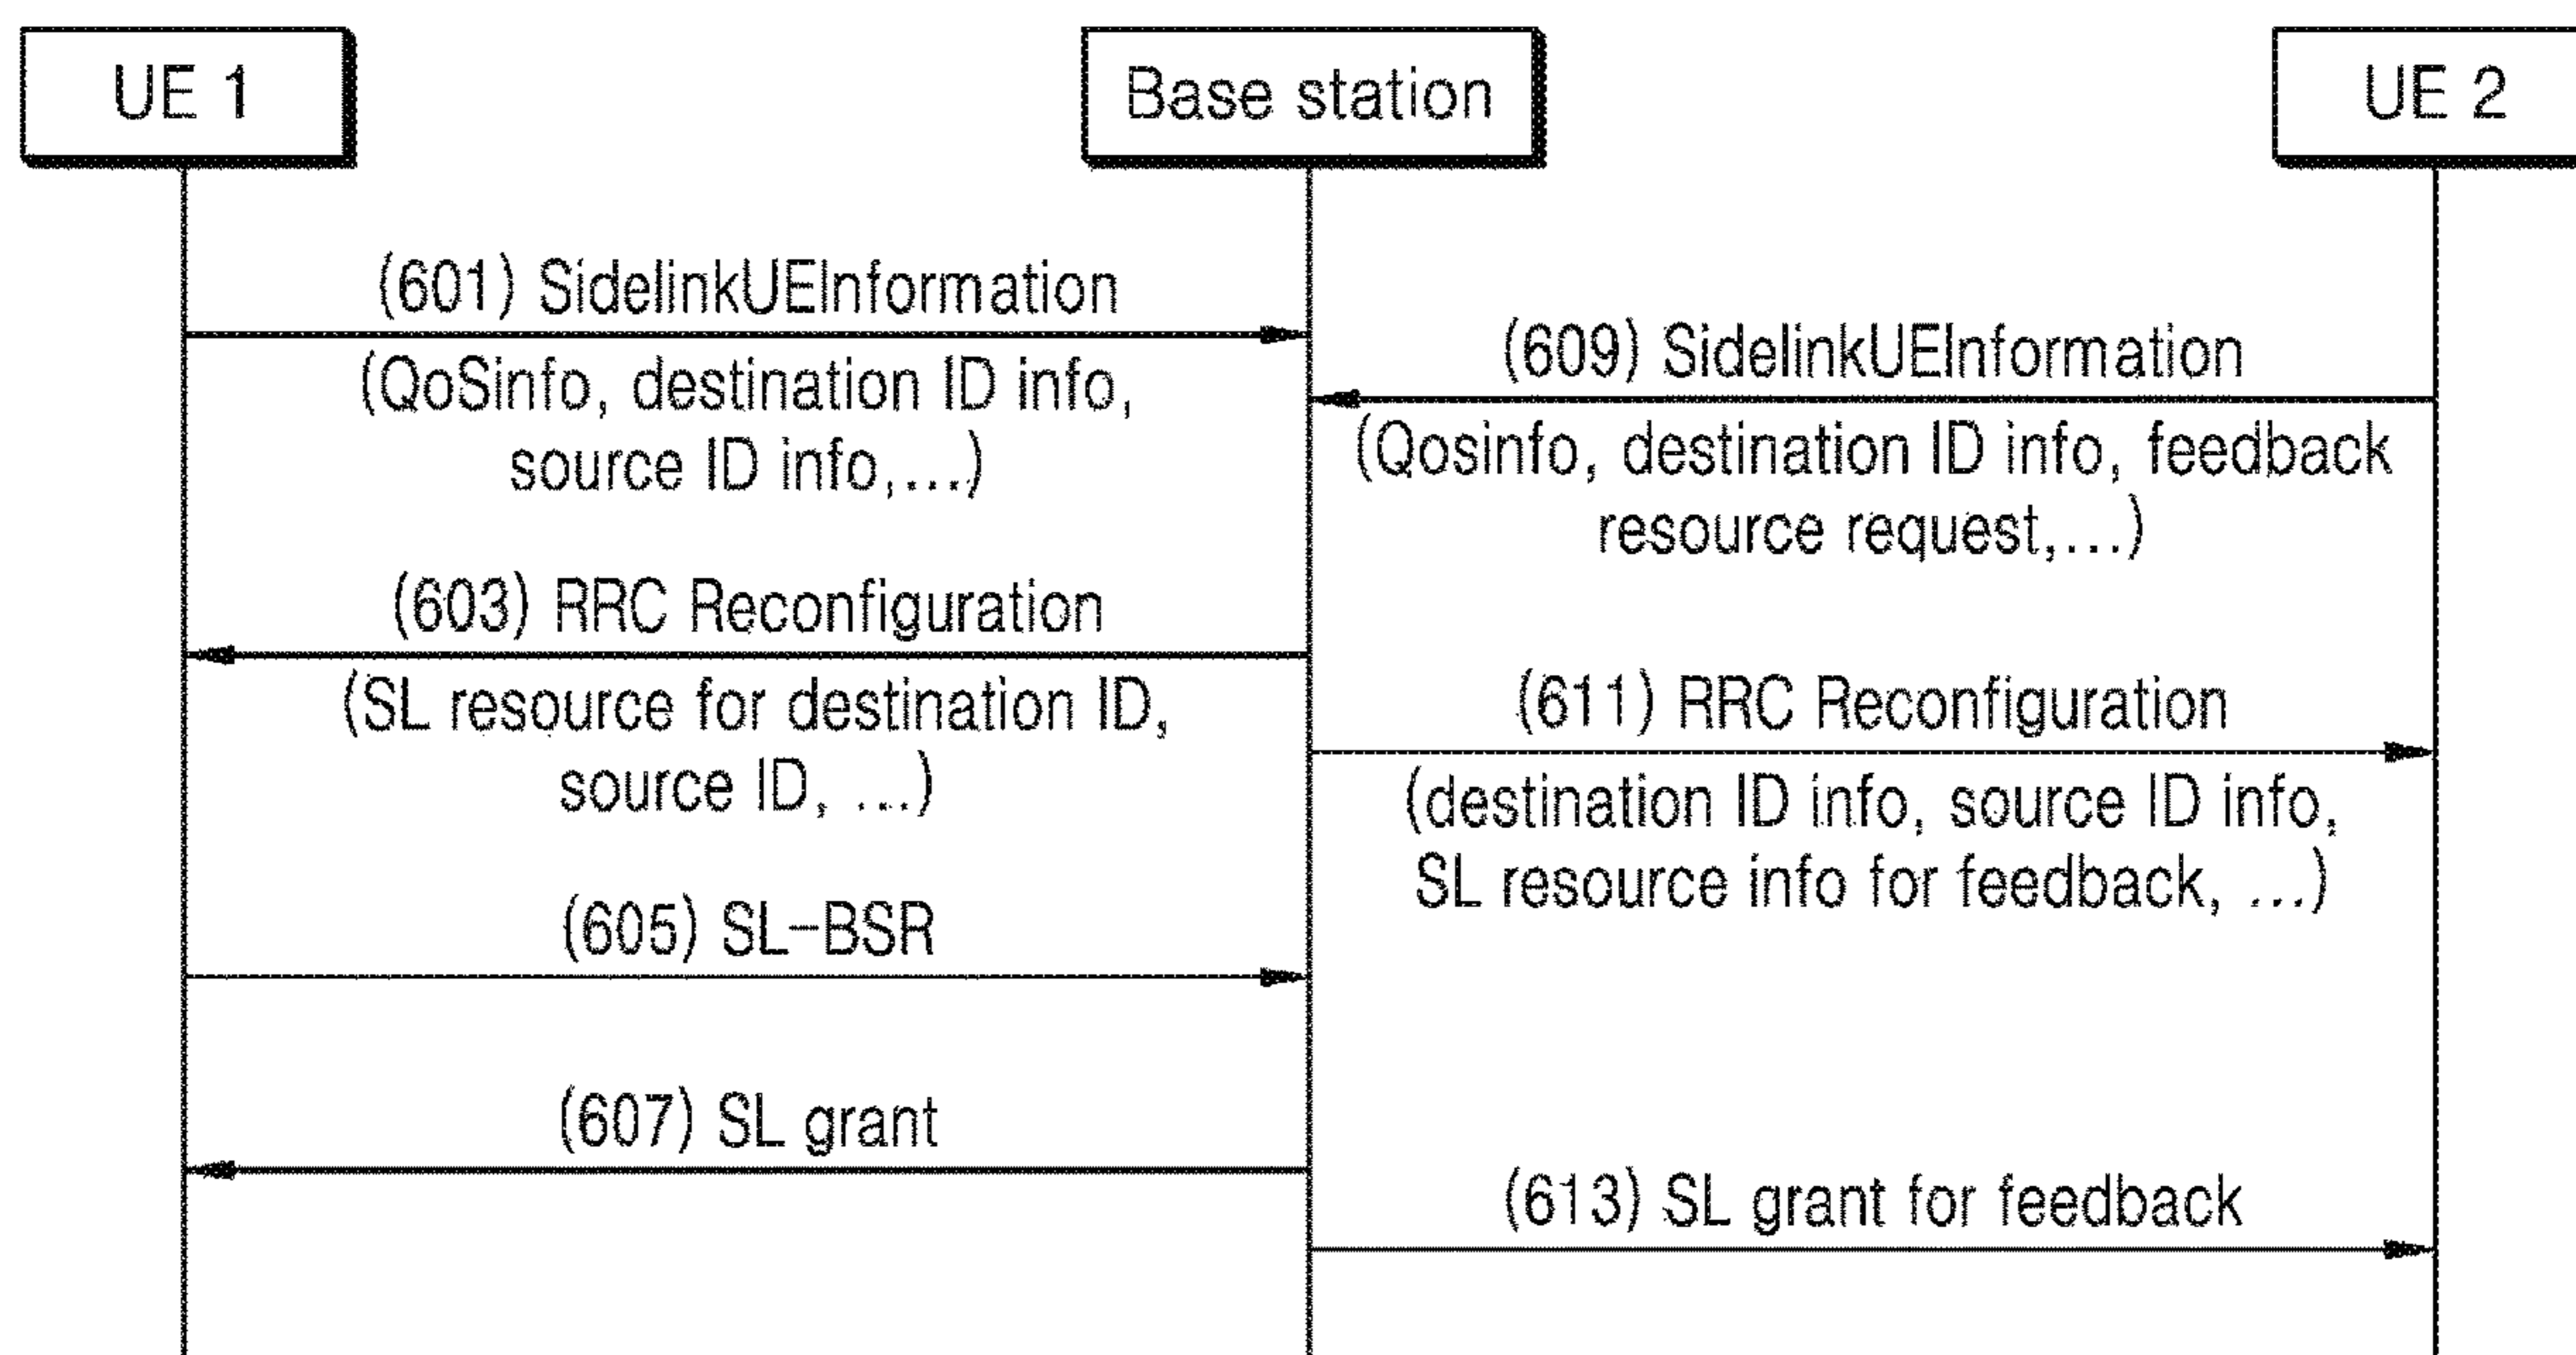 UE 1
Base station
UE 2
(601) SidelinkUEInformation
(QoSinfo, destination ID info,
source ID info,...)
(609) SidelinkUEInformation
(Qosinfo, destination ID info, feedback
resource request,...)
(603) RRC Reconfiguration
(SL resource for destination ID,
source ID, ...)
(611) RRC Reconfiguration
(destination ID info, source ID info,
SL resource info for feedback, ...)
(605) SL-BSR
(607) SL grant
(613) SL grant for feedback